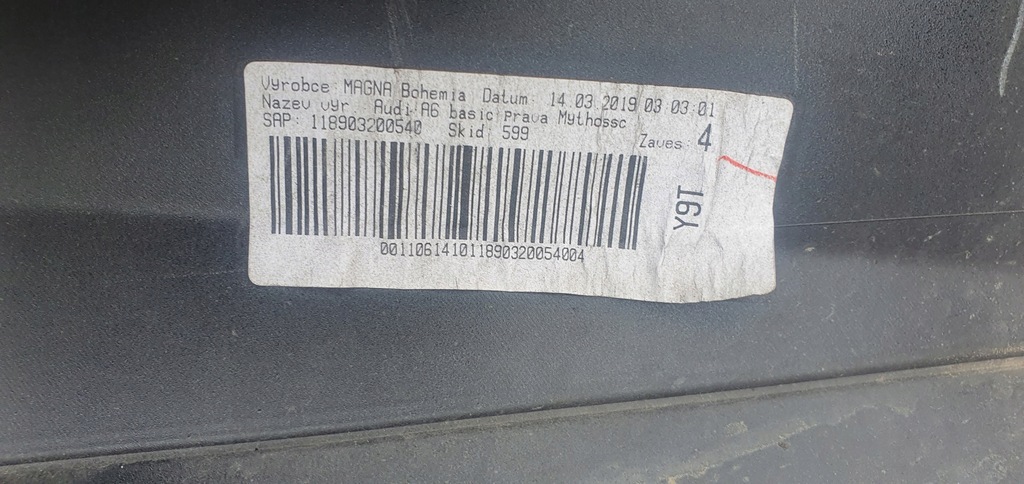 Vyrobce: MAGNA Bohemia Datum: 14.03.2019 03:03:01
Nazev vyr.: Audi A6 basic Prava Mythossc
SAP: 118903200540 Skid: 599
Zaves: 4
Y9T
001106141011890320054004